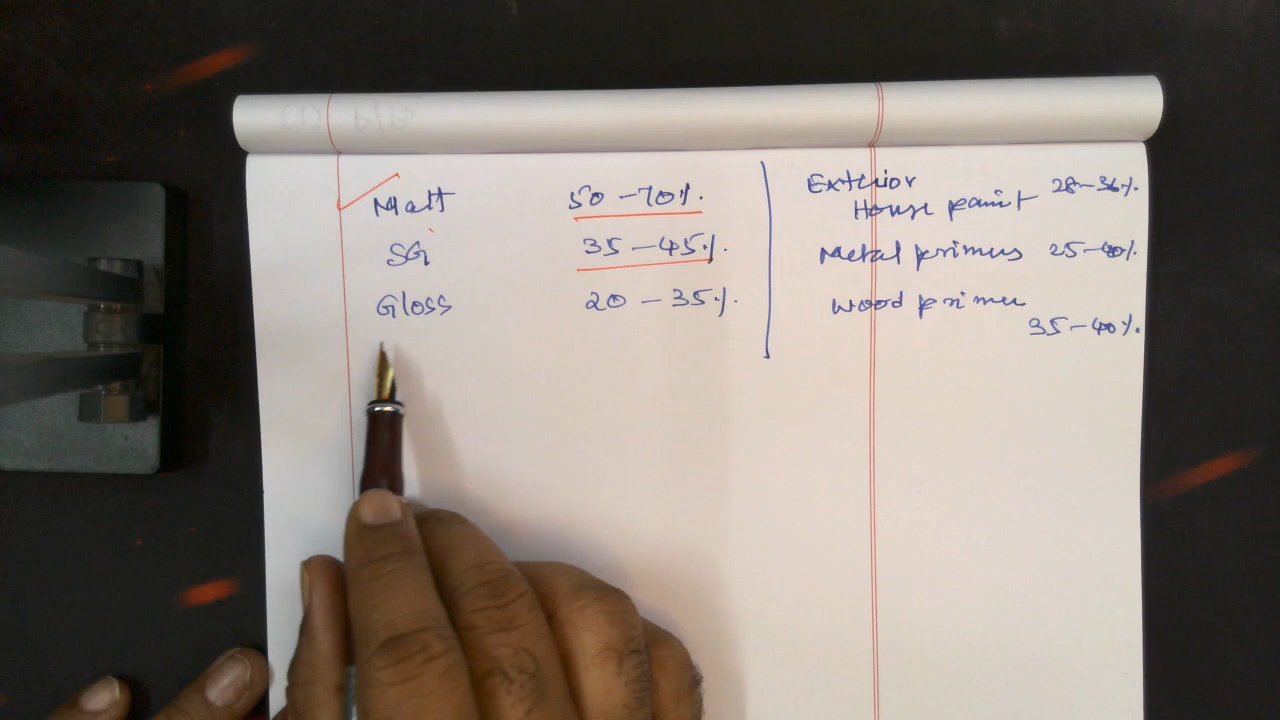 Matt 50-70%.
SG 35-45%.
Gloss 20-35%.
Exterior
House paint 28-36%.
Metal primers 25-40%.
Wood primer
35-40%.